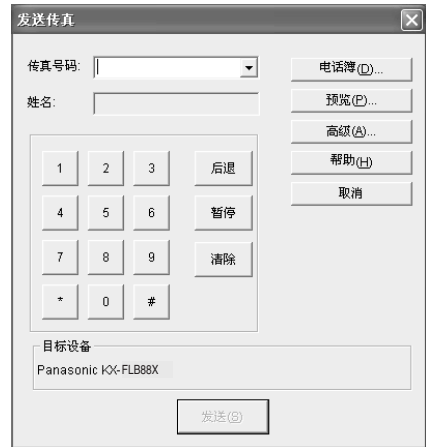 发送传真
传真号码:
电话簿(D)...
姓名:
预览(P)...
高级(A)...
帮助(H)
取消
1 2 3 后退
4 5 6 暂停
7 8 9 清除
* 0 #
目标设备
Panasonic KX-FLB88X
发送(S)